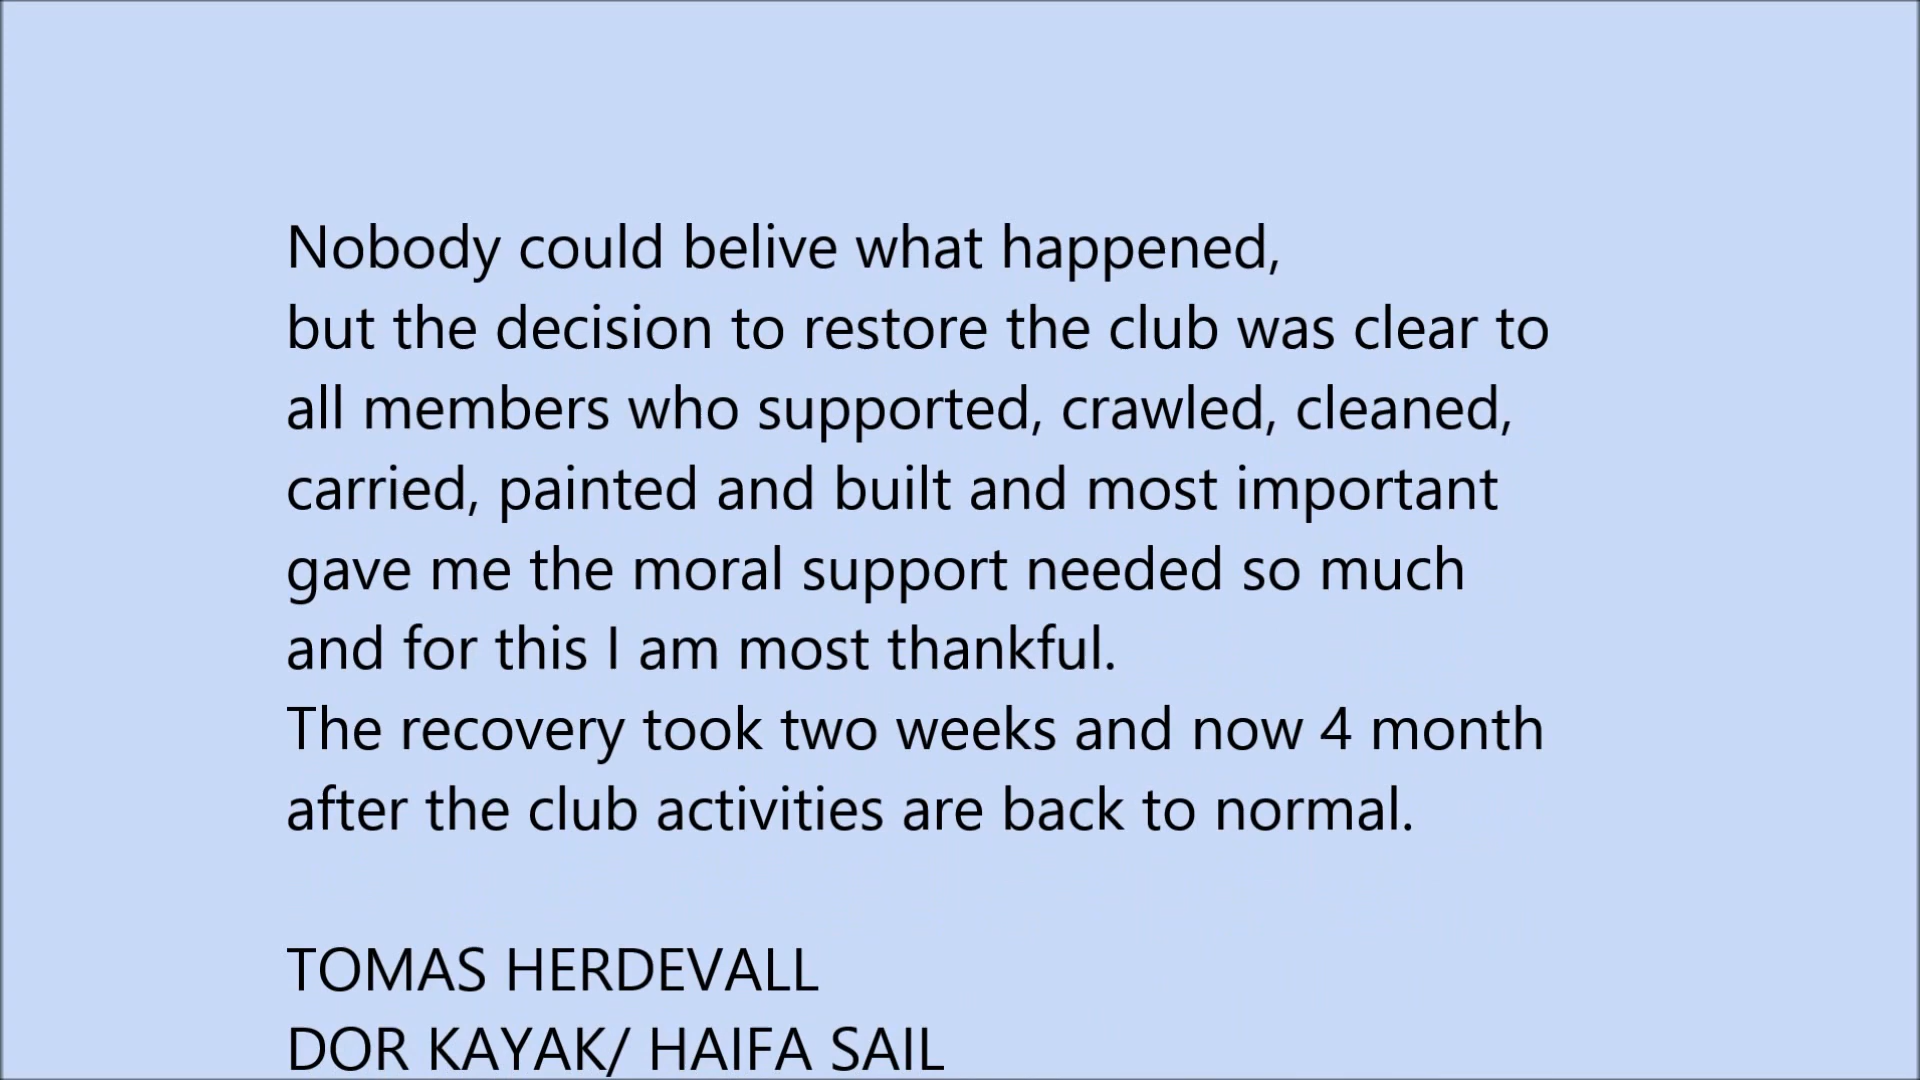 Nobody could belive what happened,
but the decision to restore the club was clear to
all members who supported, crawled, cleaned,
carried, painted and built and most important
gave me the moral support needed so much
and for this I am most thankful.
The recovery took two weeks and now 4 month
after the club activities are back to normal.
TOMAS HERDEVALL
DOR KAYAK/ HAIFA SAIL